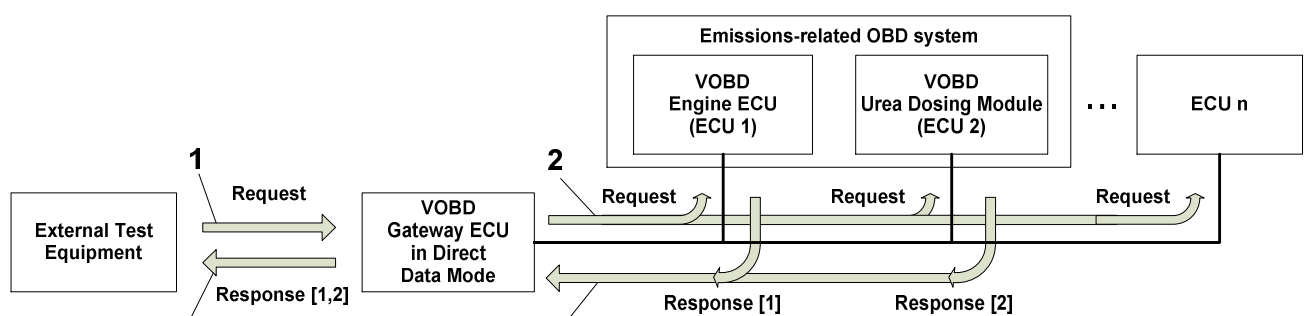 Emissions-related OBD system
VOBD
Engine ECU
(ECU 1)
VOBD
Urea Dosing Module
(ECU 2)
...
ECU n
1
2
Request
Request
Request
Request
External Test
Equipment
VOBD
Gateway ECU
in Direct
Data Mode
Response [1,2]
Response [1]
Response [2]